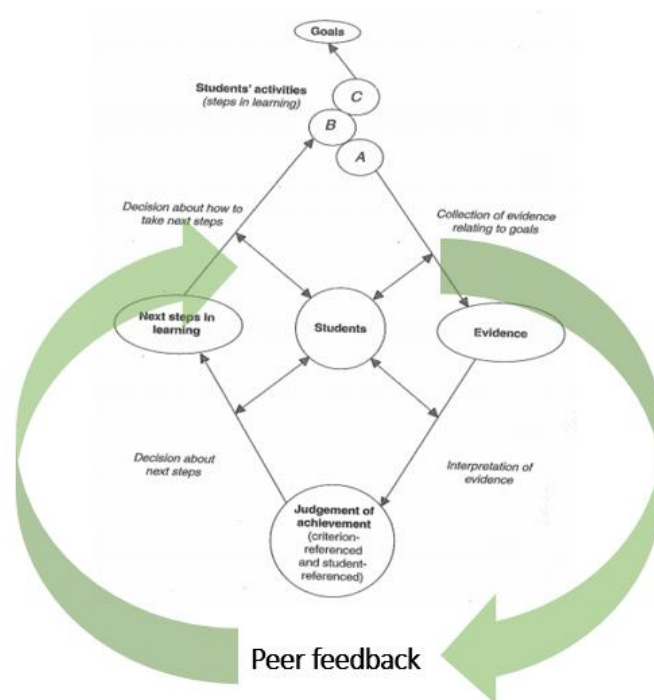 Goals
Students' activities
(steps in learning)
C
B
A
Decision about how to
take next steps
Collection of evidence
relating to goals
Next steps in
learning
Students
Evidence
Decision about
next steps
Interpretation of
evidence
Judgement of
achievement
(criterion-
referenced
and student-
referenced)
Peer feedback